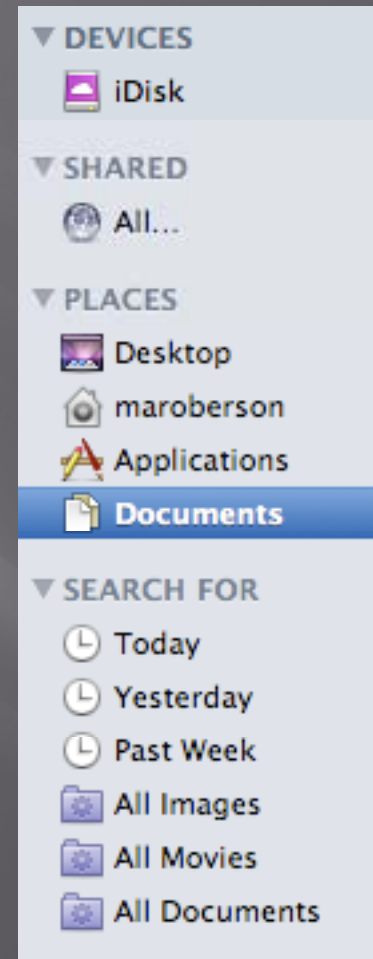 DEVICES
iDisk
SHARED
All...
PLACES
Desktop
maroberson
Applications
Documents
SEARCH FOR
Today
Yesterday
Past Week
All Images
All Movies
All Documents